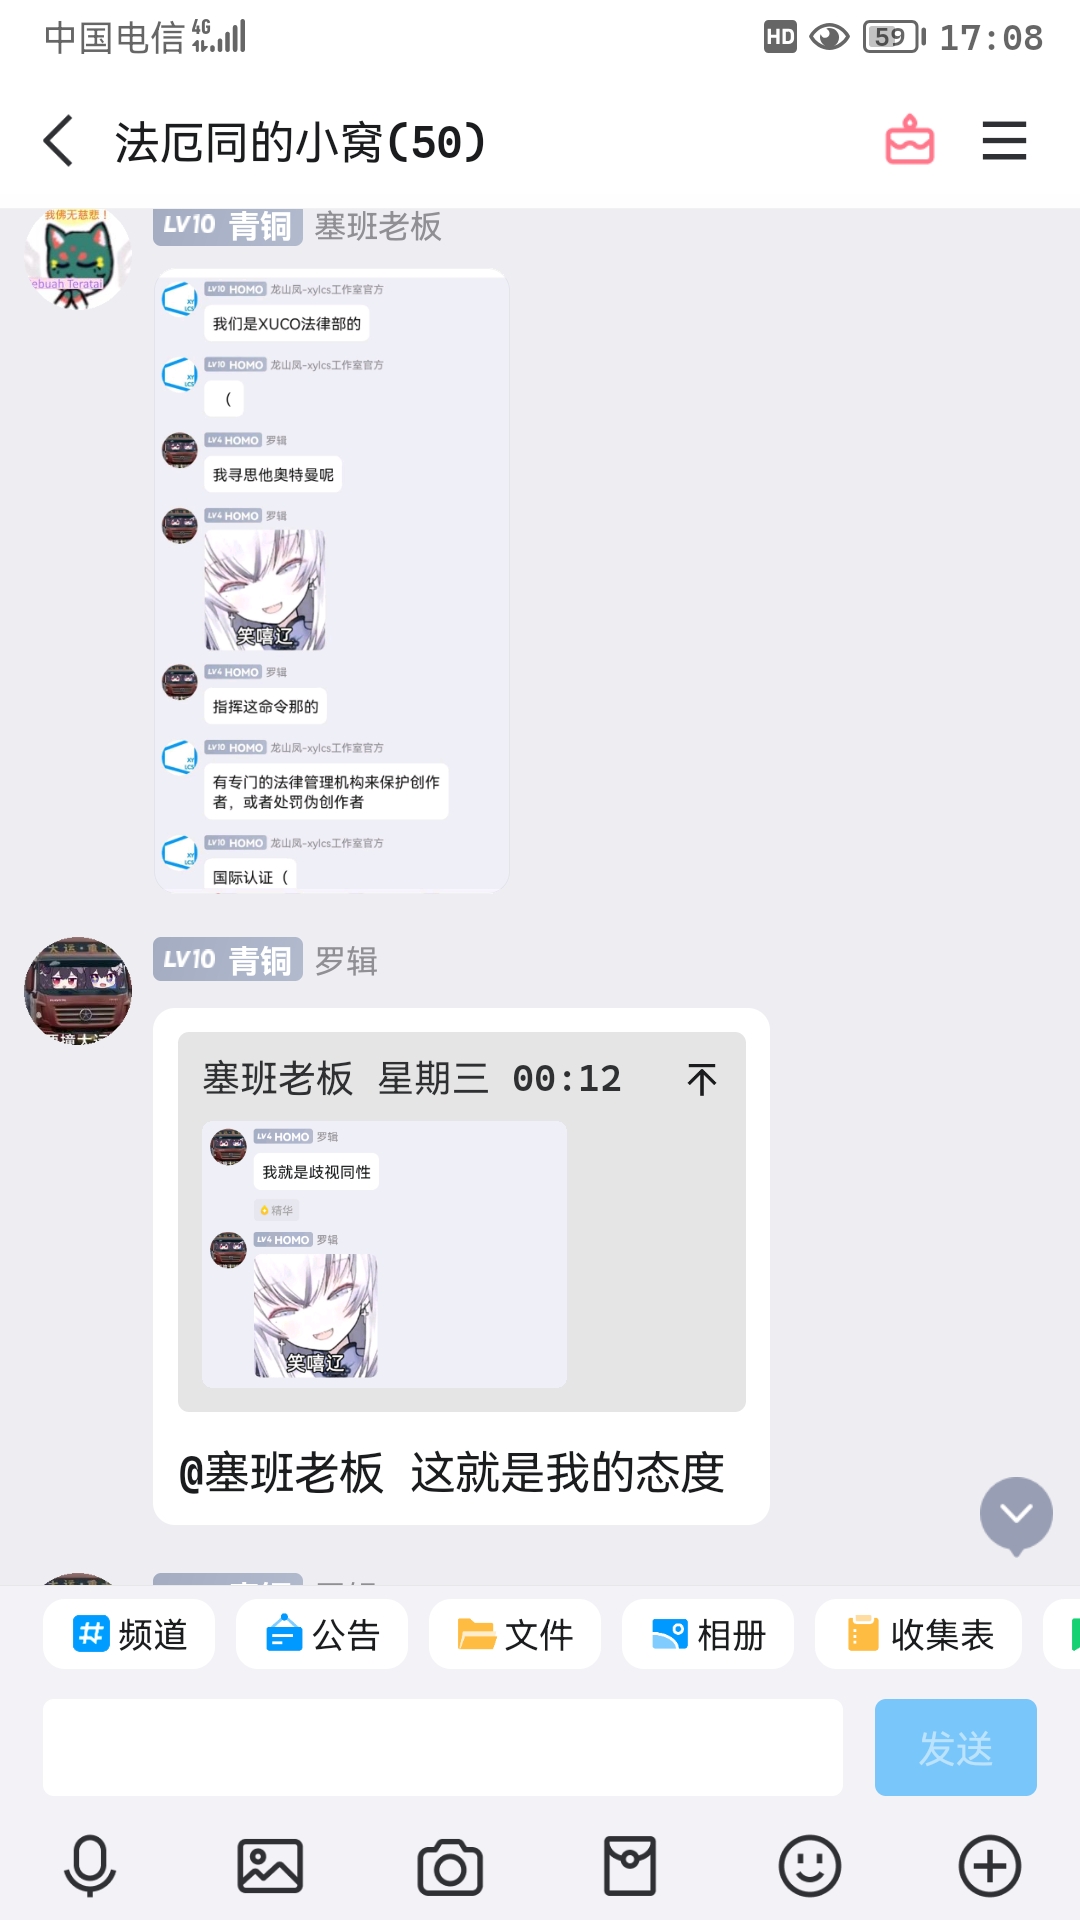 中国电信 4G HD 59 17:08
法厄同的小窝(50)
我佛无慈悲！
ebuah Teratai
LV10 青铜 塞班老板
LV10 HOMO 龙山凤-xylcs工作室官方
我们是XUCO法律部的
LV10 HOMO 龙山凤-xylcs工作室官方
（
LV4 HOMO 罗辑
我寻思他奥特曼呢
LV4 HOMO 罗辑
笑嘻辽
LV4 HOMO 罗辑
指挥这命令那的
LV10 HOMO 龙山凤-xylcs工作室官方
有专门的法律管理机构来保护创作
者，或者处罚伪创作者
LV10 HOMO 龙山凤-xylcs工作室官方
国际认证（
LV10 青铜 罗辑
塞班老板 星期三 00:12
LV4 HOMO 罗辑
我就是歧视同性
精华
LV4 HOMO 罗辑
笑嘻辽
@塞班老板 这就是我的态度
频道 公告 文件 相册 收集表
发送